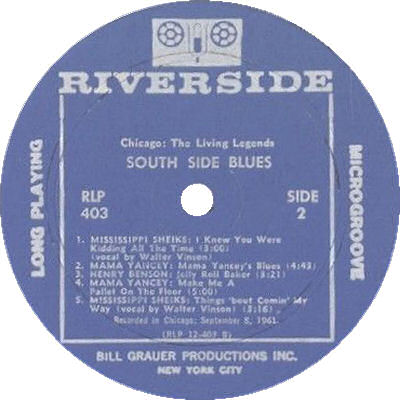 RIVERSIDE
LONG PLAYING
MICROGROOVE
Chicago: The Living Legends
SOUTH SIDE BLUES
RLP
403
SIDE
2
1. MISSISSIPPI SHEIKS: I Knew You Were
Kidding All The Time (3:00)
(vocal by Walter Vinson)
2. MAMA YANCEY: Mama Yancey's Blues (4:43)
3. HENRY BENSON: Jelly Roll Baker (3:21)
4. MAMA YANCEY: Make Me A
Pallet On The Floor (5:00)
5. MISSISSIPPI SHEIKS: Things 'bout Comin' My
Way (vocal by Walter Vinson) (3:16)
Recorded in Chicago; September 8, 1961.
(RLP 12-403 B)
BILL GRAUER PRODUCTIONS INC.
NEW YORK CITY